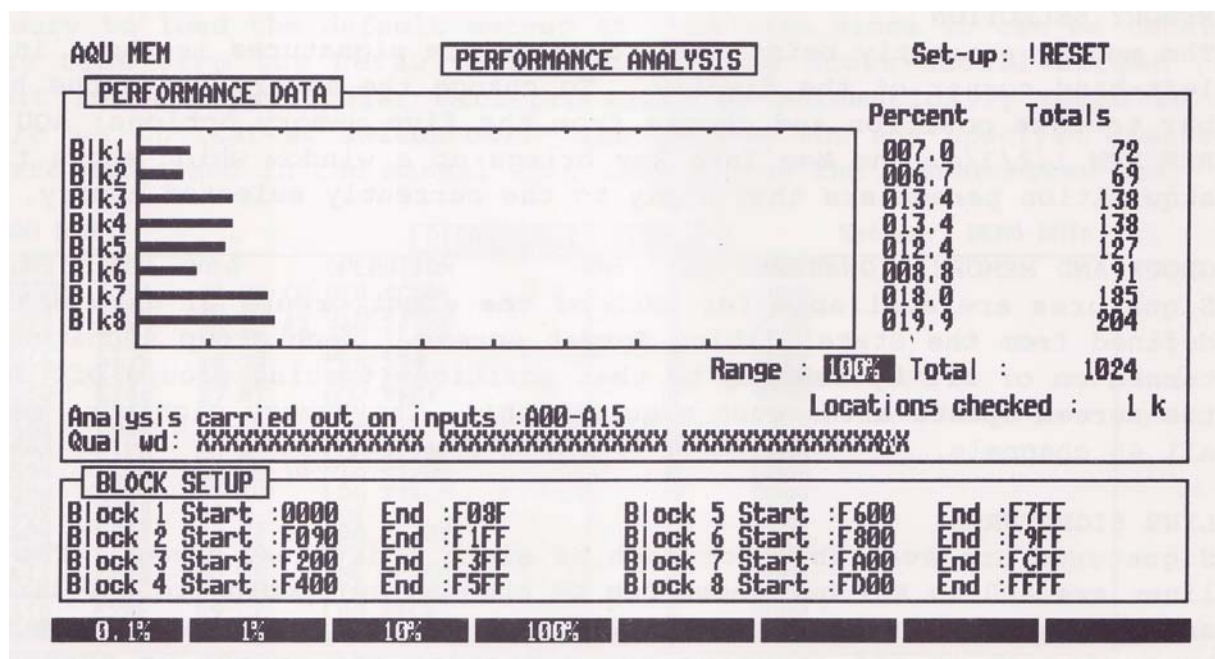 AQU MEM PERFORMANCE ANALYSIS Set-up: RESET
PERFORMANCE DATA
Percent Totals
Blk1 007.0 72
Blk2 006.7 69
Blk3 013.4 138
Blk4 013.4 138
Blk5 012.4 127
Blk6 008.8 91
Blk7 018.0 185
Blk8 019.9 204
Range : 100% Total : 1024
Locations checked : 1 k
Analysis carried out on inputs :A00-A15
Qual wd: XXXXXXXXXXXXXXXX XXXXXXXXXXXXXXXX XXXXXXXXXXXXXXXX
BLOCK SETUP
Block 1 Start :0000 End :F08F Block 5 Start :F600 End :F7FF
Block 2 Start :F090 End :F1FF Block 6 Start :F800 End :F9FF
Block 3 Start :F200 End :F3FF Block 7 Start :FA00 End :FCFF
Block 4 Start :F400 End :F5FF Block 8 Start :FD00 End :FFFF
0.1% 1% 10% 100%